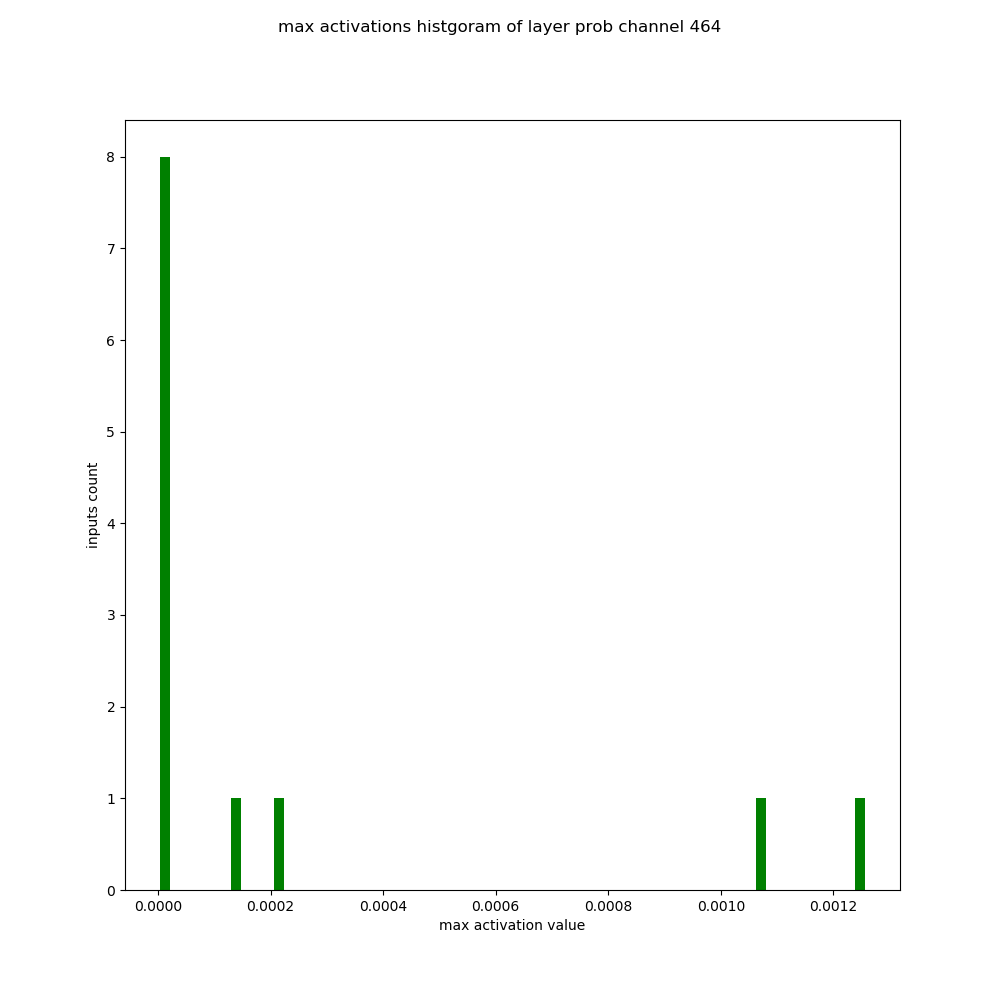 max activations histgoram of layer prob channel 464
8
7
6
5
4
3
2
1
0
inputs count
0.0000 0.0002 0.0004 0.0006 0.0008 0.0010 0.0012
max activation value